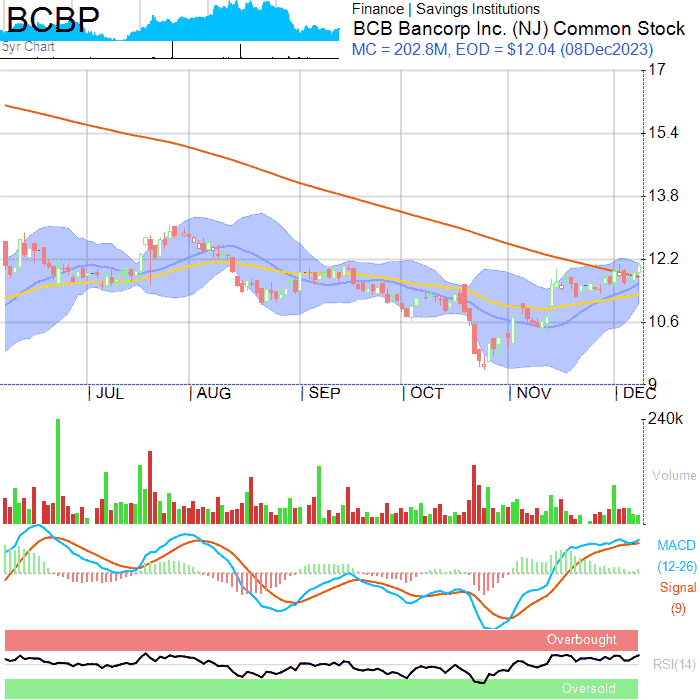 BCBP
5yr Chart
Finance | Savings Institutions
BCB Bancorp Inc. (NJ) Common Stock
MC = 202.8M, EOD = $12.04 (08Dec2023)
17
15.4
13.8
12.2
10.6
9
JUL AUG SEP OCT NOV DEC
240k
Volume
MACD
(12-26)
Signal
(9)
Overbought
RSI(14)
Oversold